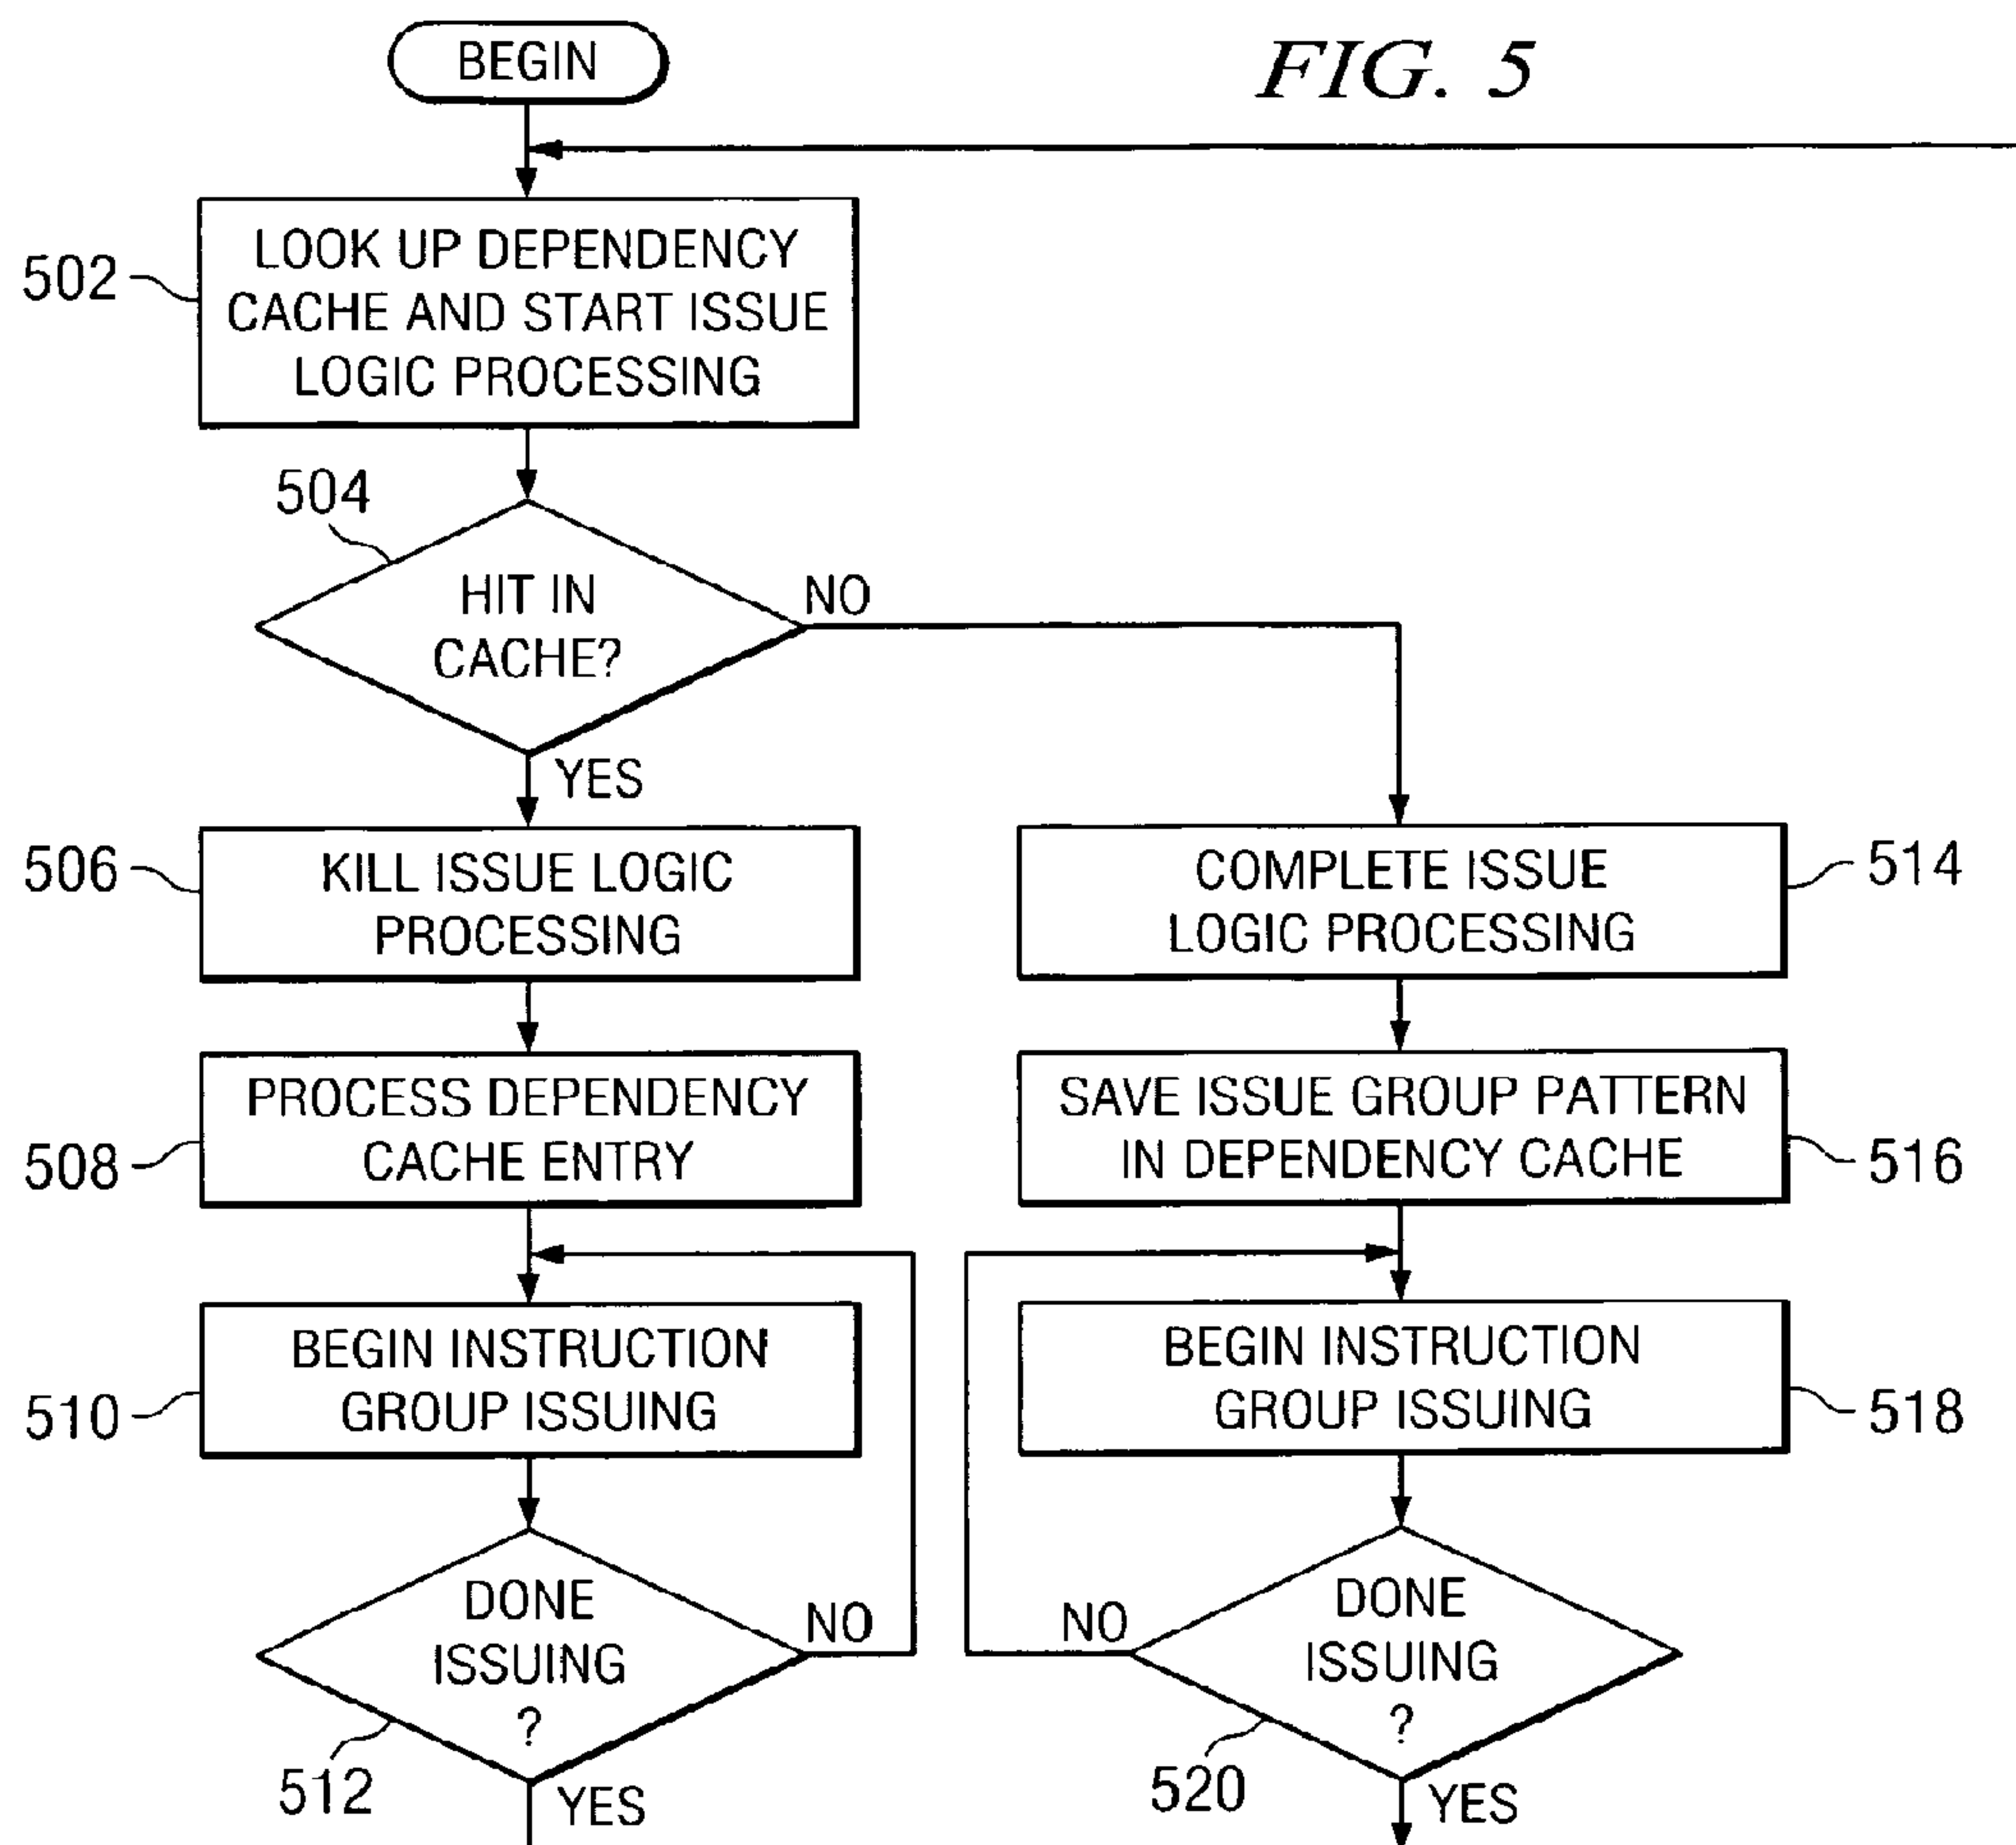 BEGIN
FIG. 5
502
LOOK UP DEPENDENCY
CACHE AND START ISSUE
LOGIC PROCESSING
504
HIT IN
CACHE?
NO
YES
506
KILL ISSUE LOGIC
PROCESSING
COMPLETE ISSUE
LOGIC PROCESSING
514
508
PROCESS DEPENDENCY
CACHE ENTRY
SAVE ISSUE GROUP PATTERN
IN DEPENDENCY CACHE
516
510
BEGIN INSTRUCTION
GROUP ISSUING
BEGIN INSTRUCTION
GROUP ISSUING
518
DONE
ISSUING
?
NO
512
YES
NO
DONE
ISSUING
?
520
YES